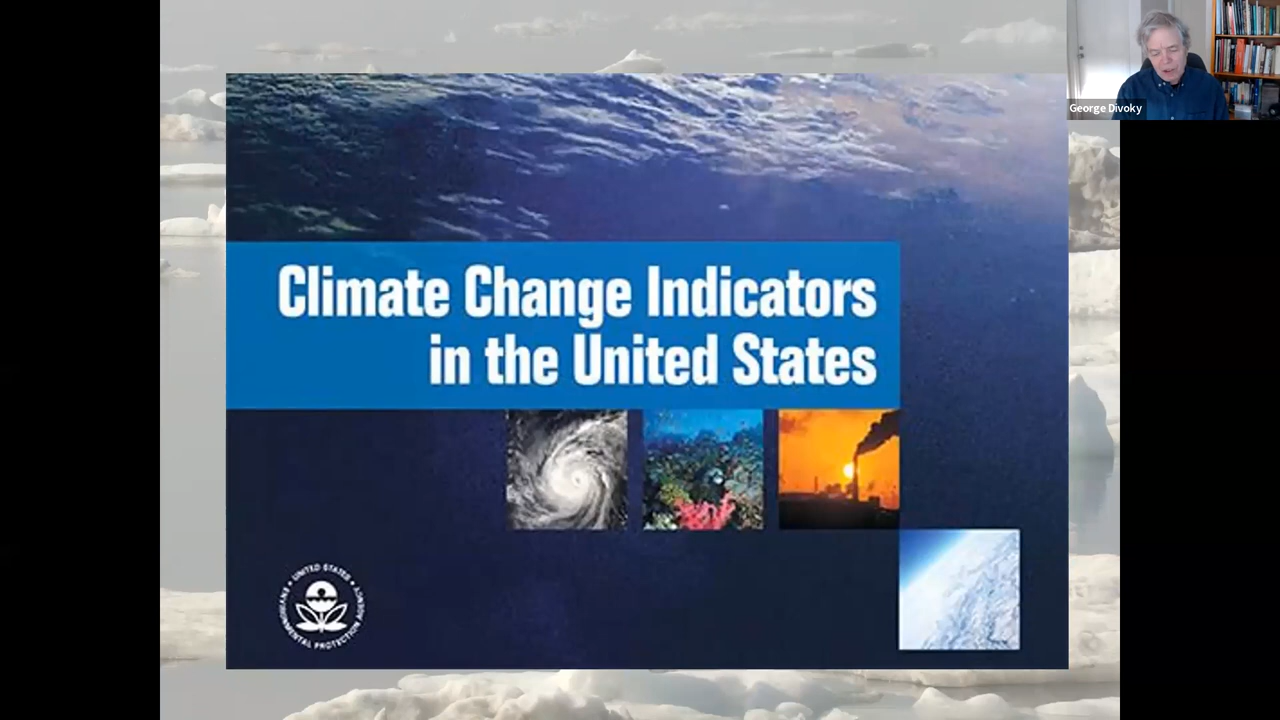 George Divoky
Climate Change Indicators
in the United States
UNITED STATES
ENVIRONMENTAL PROTECTION AGENCY